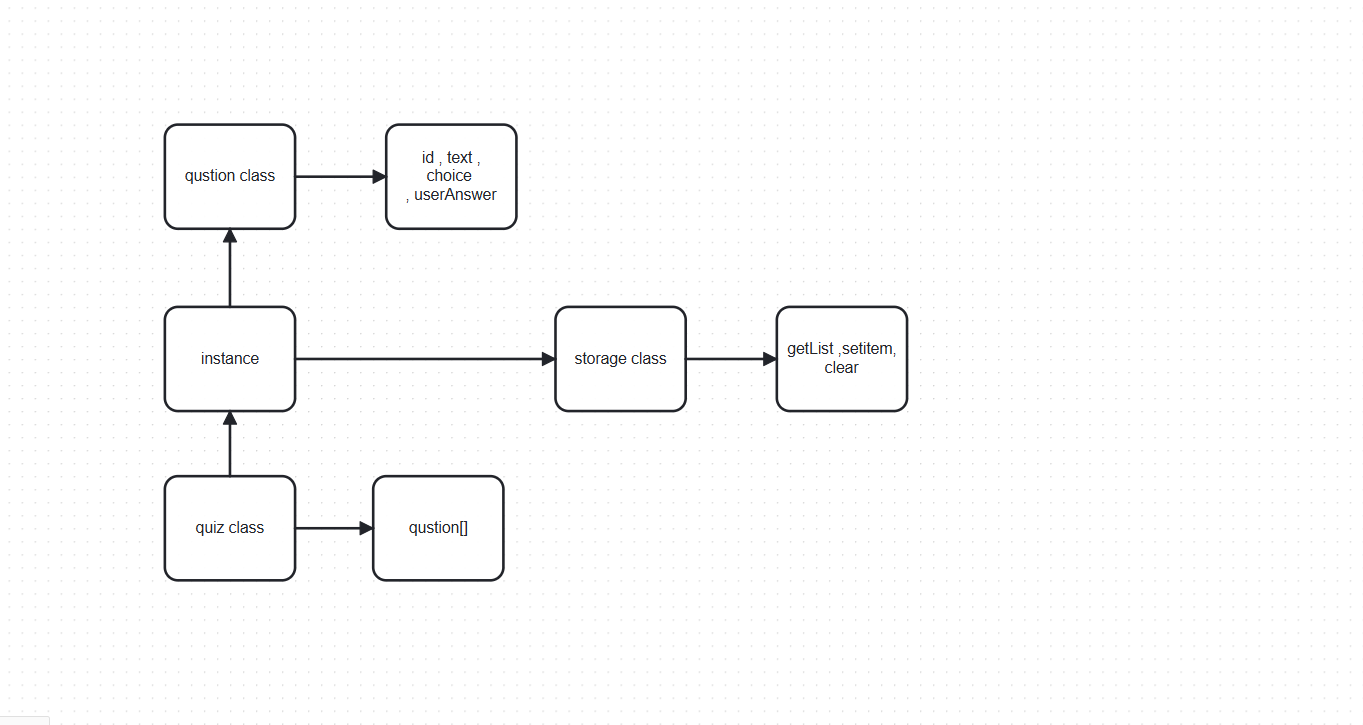 qustion class
id , text ,
choice
, userAnswer
instance
storage class
getList ,setitem,
clear
quiz class
qustion[]